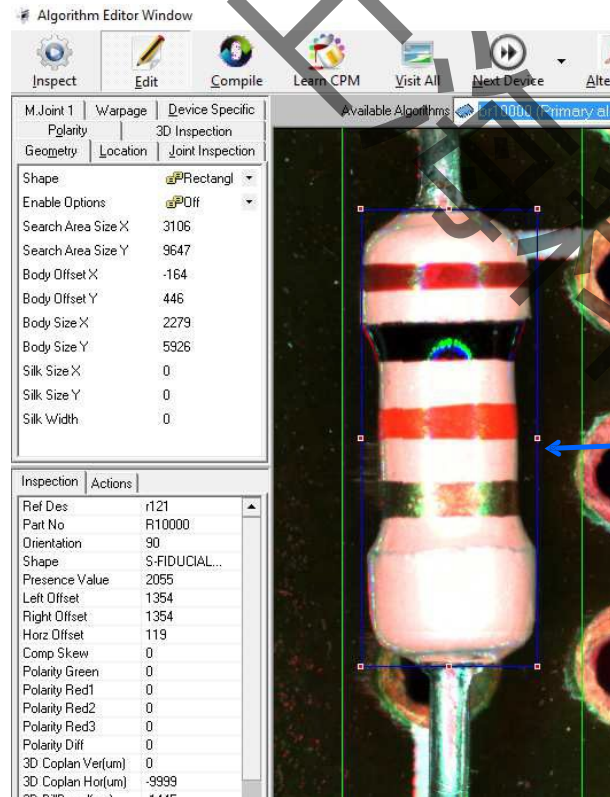 Algorithm Editor Window
Inspect Edit Compile Learn CPM Visit All Next Device
M.Joint 1 Warpage Device Specific
Available Algorithms
Polarity 3D Inspection
Geometry Location Joint Inspection
Shape Rectangl
Enable Options Off
Search Area Size X 3106
Search Area Size Y 9647
Body Offset X -164
Body Offset Y 446
Body Size X 2279
Body Size Y 5926
Silk Size X 0
Silk Size Y 0
Silk Width 0
Inspection Actions
Ref Des r121
Part No R10000
Orientation 90
Shape S-FIDUCIAL...
Presence Value 2055
Left Offset 1354
Right Offset 1354
Horz Offset 119
Comp Skew 0
Polarity Green 0
Polarity Red1 0
Polarity Red2 0
Polarity Red3 0
Polarity Diff 0
3D Coplan Ver(um) 0
3D Coplan Hor(um) -9999